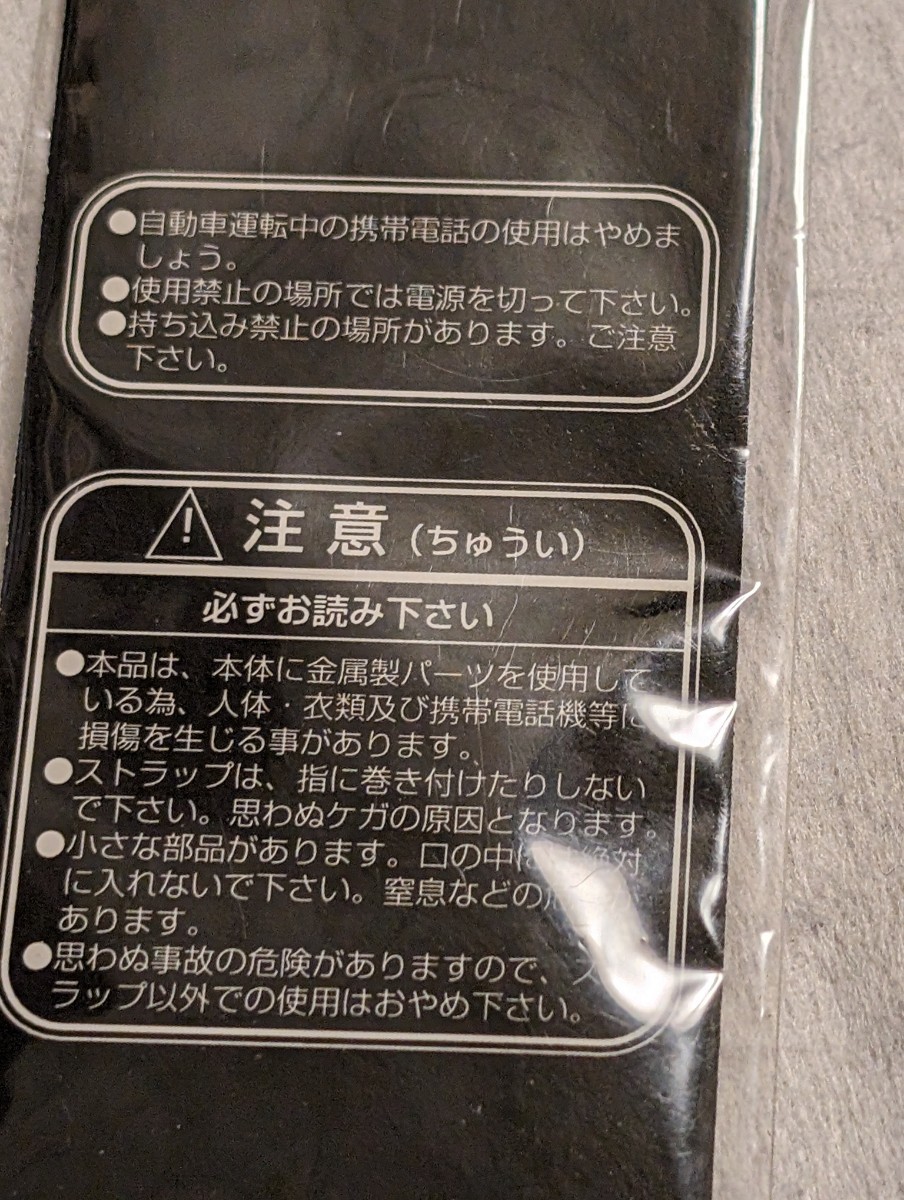 ●自動車運転中の携帯電話の使用はやめま
しょう。
●使用禁止の場所では電源を切って下さい。
●持ち込み禁止の場所があります。ご注意
下さい。
注意(ちゅうい)
必ずお読み下さい
●本品は、本体に金属製パーツを使用して
いる為、人体・衣類及び携帯電話機等に
損傷を生じる事があります。
●ストラップは、指に巻き付けたりしない
で下さい。思わぬケガの原因となります。
●小さな部品があります。口の中に 絶対
に入れないで下さい。窒息などの
あります。
●思わぬ事故の危険がありますので、ス
ラップ以外での使用はおやめ下さい。